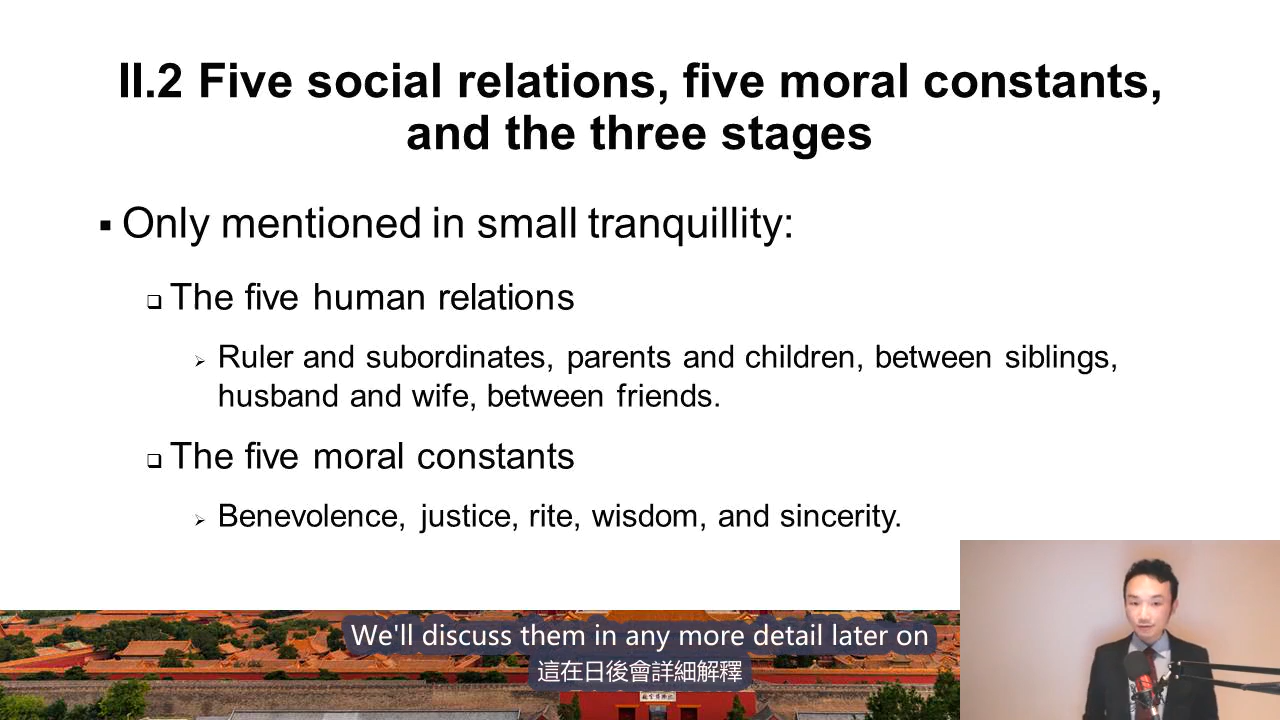 II.2 Five social relations, five moral constants,
and the three stages
▪ Only mentioned in small tranquillity:
❑ The five human relations
➢ Ruler and subordinates, parents and children, between siblings,
husband and wife, between friends.
❑ The five moral constants
➢ Benevolence, justice, rite, wisdom, and sincerity.
We'll discuss them in any more detail later on
這在日後會詳細解釋